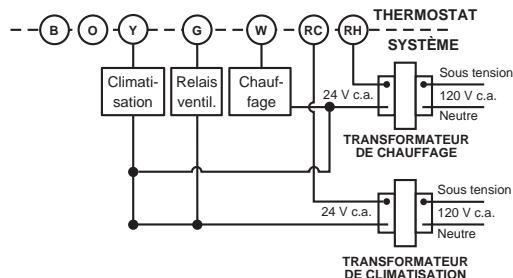 THERMOSTAT
B O Y G W RC RH
SYSTÈME
Climati-
sation
Relais
ventil.
Chauf-
fage
Sous tension
24 V c.a.
120 V c.a.
Neutre
TRANSFORMATEUR
DE CHAUFFAGE
Sous tension
24 V c.a.
120 V c.a.
Neutre
TRANSFORMATEUR
DE CLIMATISATION